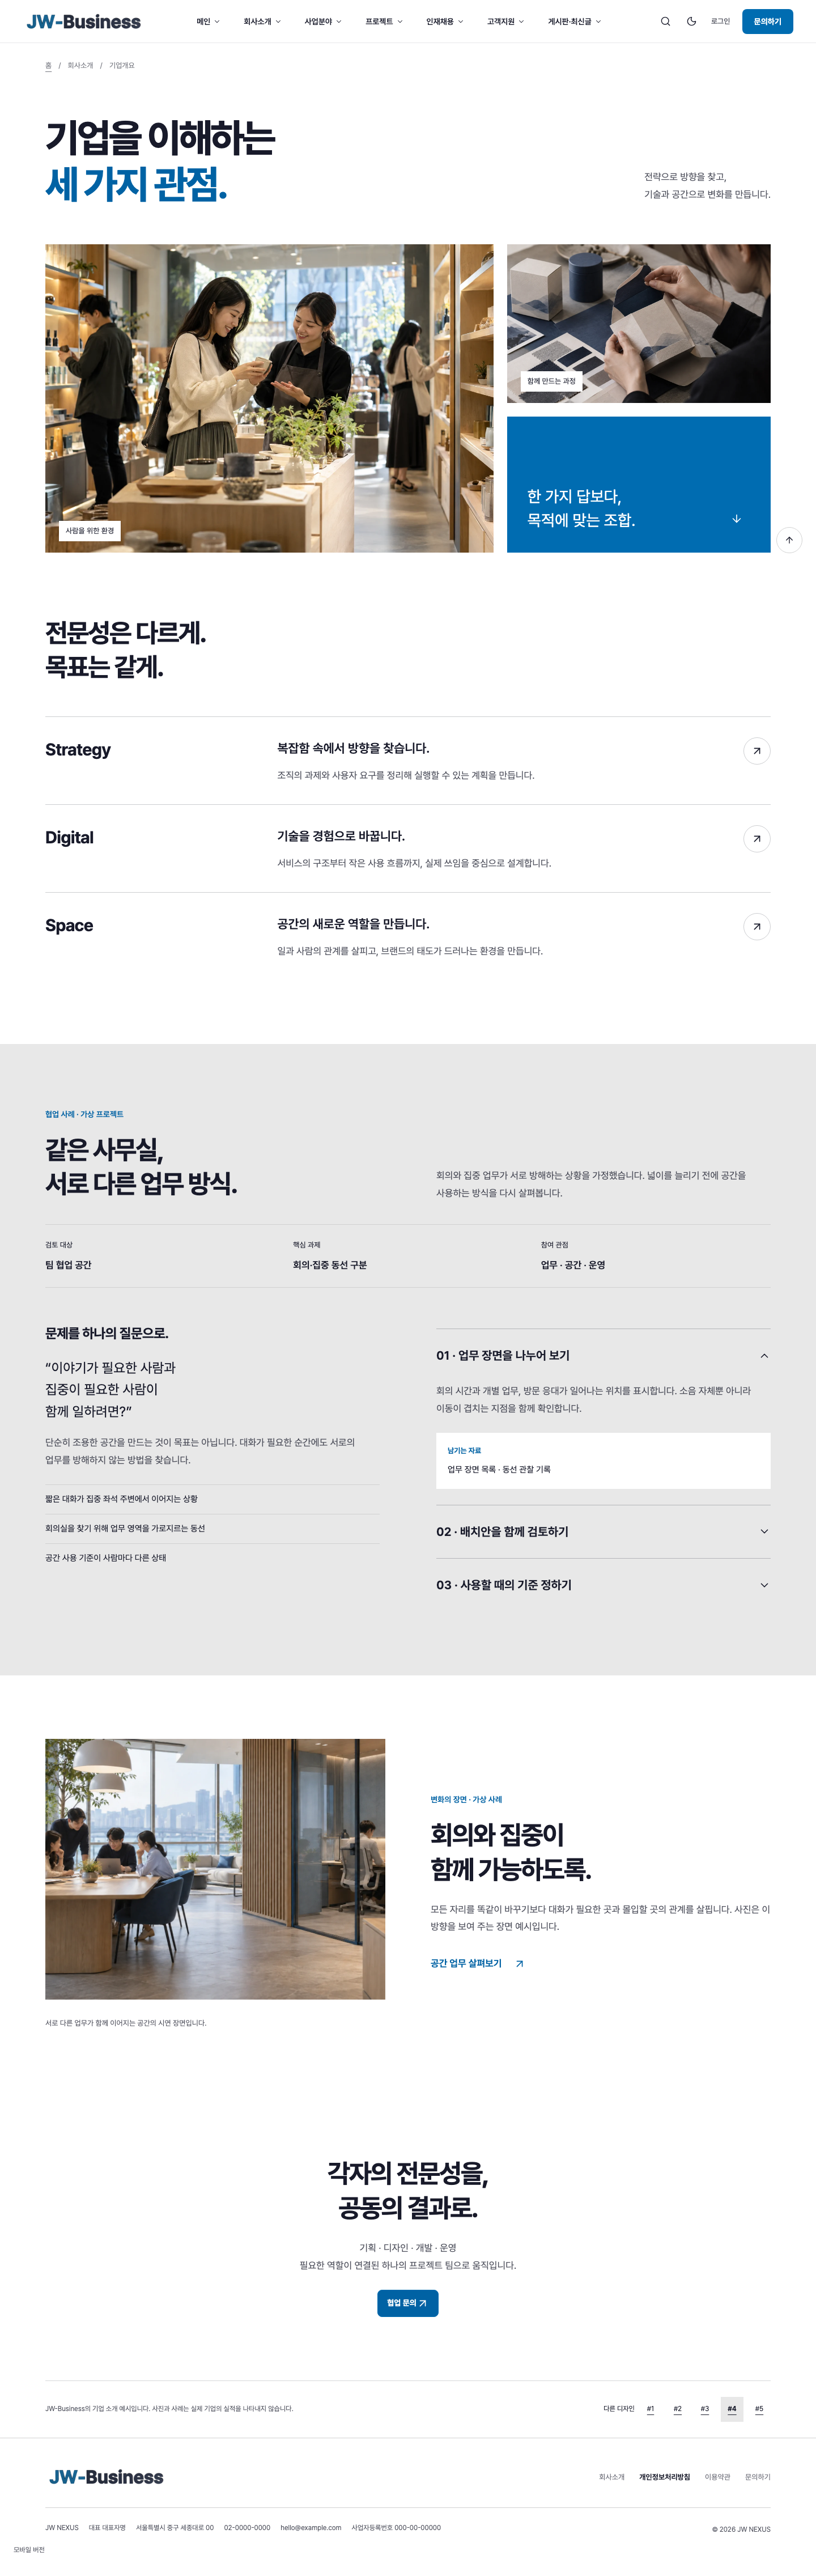 JW-Business
메인
회사소개
사업분야
프로젝트
인재채용
고객지원
게시판·최신글
로그인
문의하기
홈 / 회사소개 / 기업개요
기업을 이해하는
세 가지 관점.
전략으로 방향을 찾고,
기술과 공간으로 변화를 만듭니다.
사람을 위한 환경
함께 만드는 과정
한 가지 답보다,
목적에 맞는 조합.
전문성은 다르게.
목표는 같게.
Strategy
복잡함 속에서 방향을 찾습니다.
조직의 과제와 사용자 요구를 정리해 실행할 수 있는 계획을 만듭니다.
Digital
기술을 경험으로 바꿉니다.
서비스의 구조부터 작은 사용 흐름까지, 실제 쓰임을 중심으로 설계합니다.
Space
공간의 새로운 역할을 만듭니다.
일과 사람의 관계를 살피고, 브랜드의 태도가 드러나는 환경을 만듭니다.
협업 사례 · 가상 프로젝트
같은 사무실,
서로 다른 업무 방식.
회의와 집중 업무가 서로 방해하는 상황을 가정했습니다. 넓이를 늘리기 전에 공간을
사용하는 방식을 다시 살펴봅니다.
검토 대상
팀 협업 공간
핵심 과제
회의·집중 동선 구분
참여 관점
업무 · 공간 · 운영
문제를 하나의 질문으로.
“이야기가 필요한 사람과
집중이 필요한 사람이
함께 일하려면?”
단순히 조용한 공간을 만드는 것이 목표는 아닙니다. 대화가 필요한 순간에도 서로의
업무를 방해하지 않는 방법을 찾습니다.
짧은 대화가 집중 좌석 주변에서 이어지는 상황
회의실을 찾기 위해 업무 영역을 가로지르는 동선
공간 사용 기준이 사람마다 다른 상태
01 · 업무 장면을 나누어 보기
회의 시간과 개별 업무, 방문 응대가 일어나는 위치를 표시합니다. 소음 자체뿐 아니라
이동이 겹치는 지점을 함께 확인합니다.
남기는 자료
업무 장면 목록 · 동선 관찰 기록
02 · 배치안을 함께 검토하기
03 · 사용할 때의 기준 정하기
변화의 장면 · 가상 사례
회의와 집중이
함께 가능하도록.
모든 자리를 똑같이 바꾸기보다 대화가 필요한 곳과 몰입할 곳의 관계를 살핍니다. 사진은 이
방향을 보여 주는 장면 예시입니다.
공간 업무 살펴보기
서로 다른 업무가 함께 이어지는 공간의 시연 장면입니다.
각자의 전문성을,
공동의 결과로.
기획 · 디자인 · 개발 · 운영
필요한 역할이 연결된 하나의 프로젝트 팀으로 움직입니다.
협업 문의
JW-Business의 기업 소개 예시입니다. 사진과 사례는 실제 기업의 실적을 나타내지 않습니다.
다른 디자인 #1 #2 #3 #4 #5
JW-Business
회사소개 개인정보처리방침 이용약관 문의하기
JW NEXUS 대표 대표자명 서울특별시 중구 세종대로 00 02-0000-0000 hello@example.com 사업자등록번호 000-00-00000
© 2026 JW NEXUS
모바일 버전